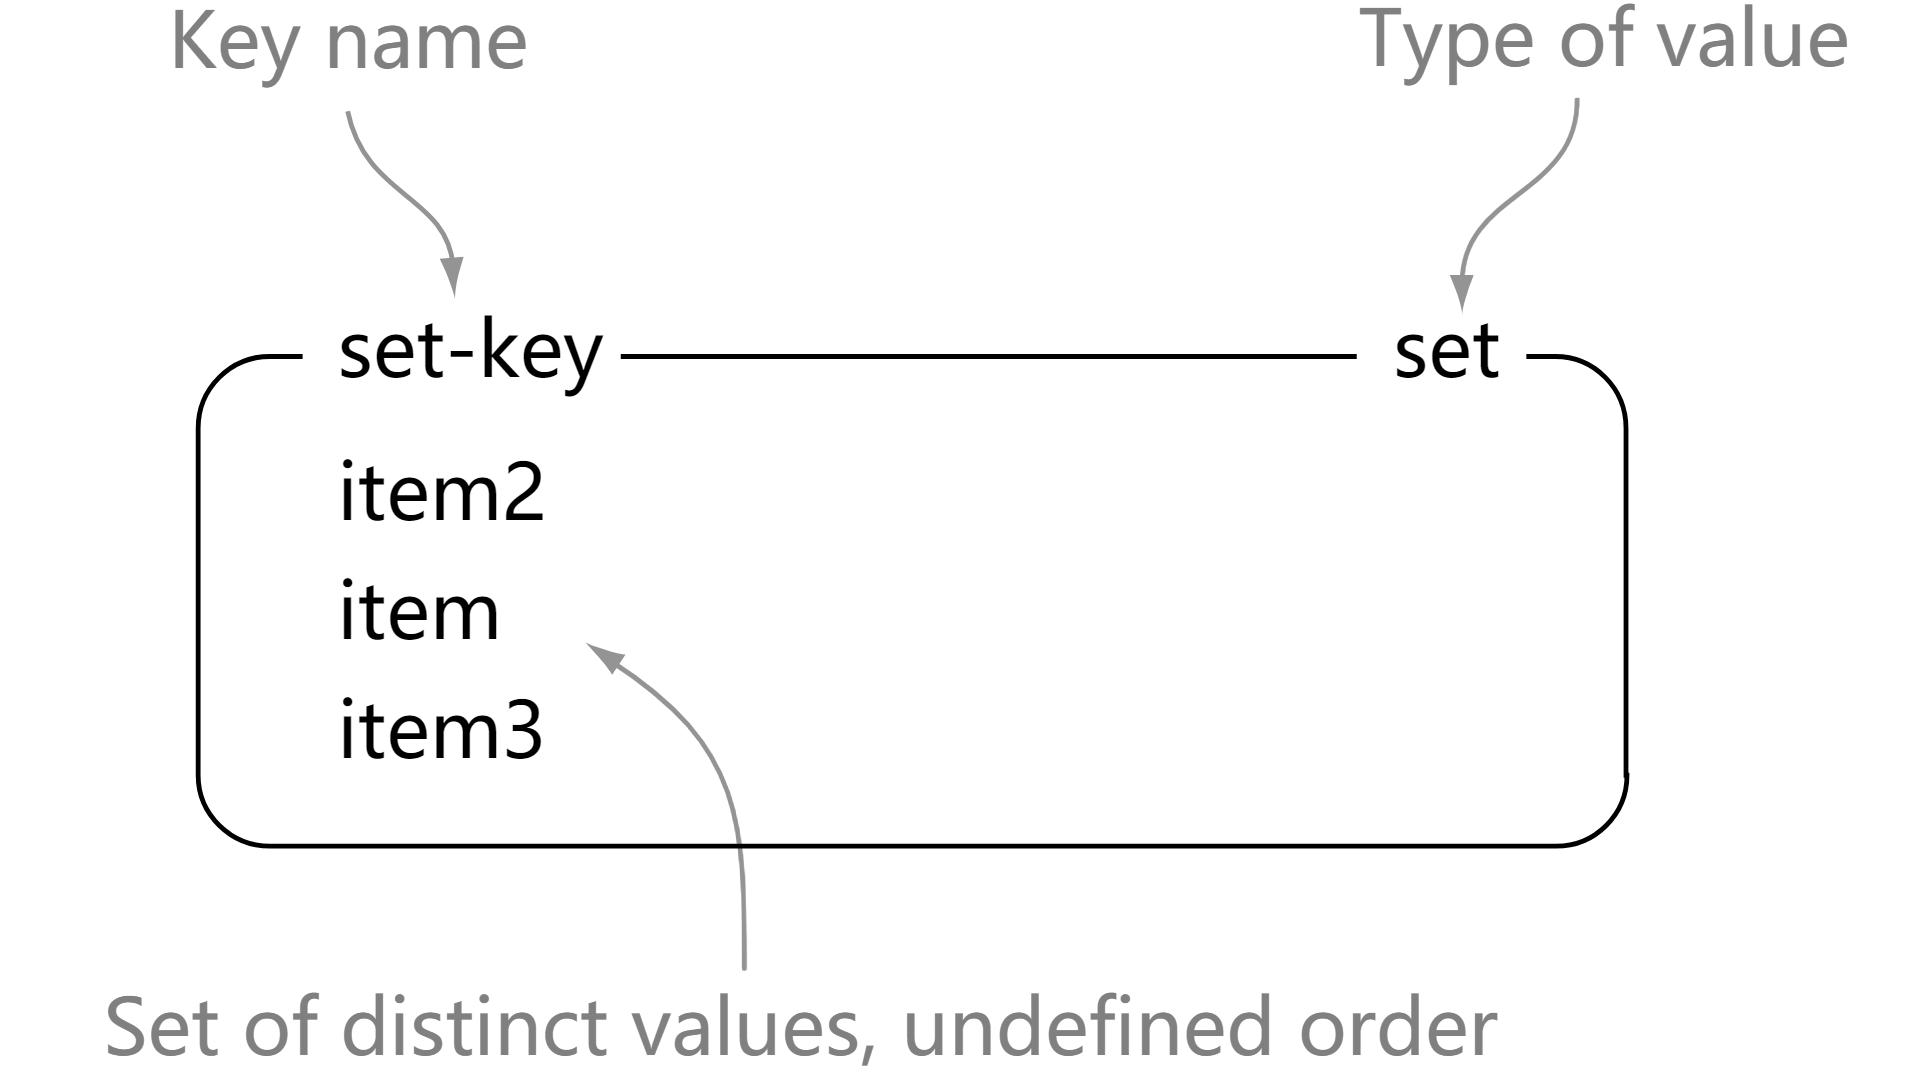 Key name
Type of value
set-key
set
item2
item
item3
Set of distinct values, undefined order